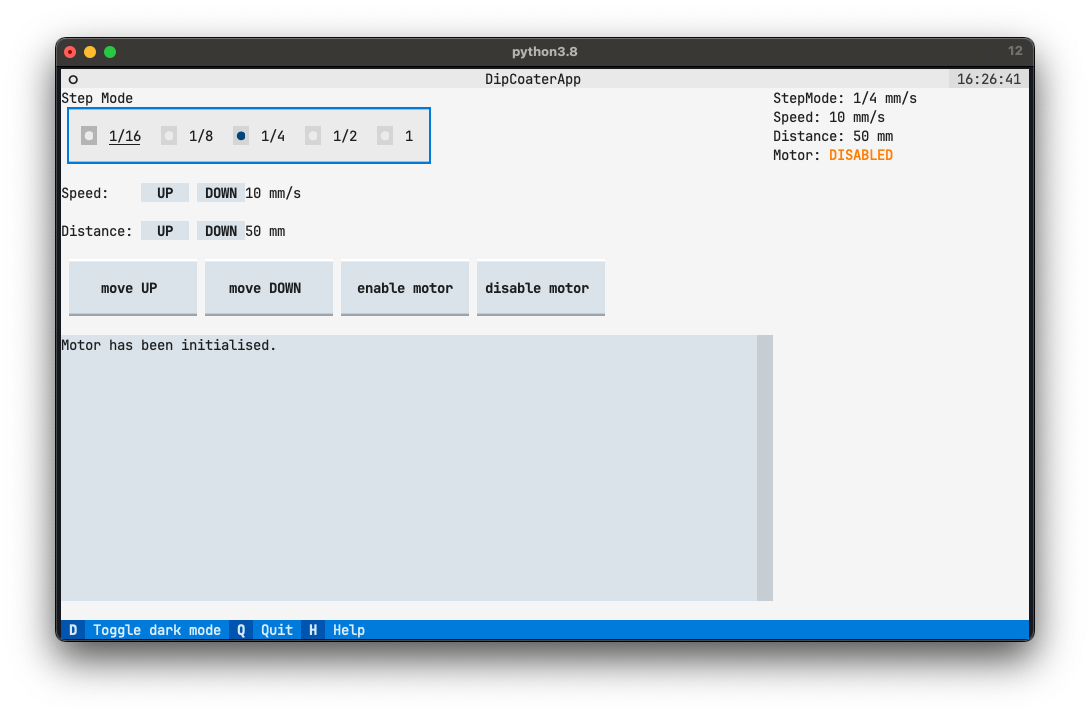 python3.8 12
DipCoaterApp 16:26:41
Step Mode
1/16 1/8 1/4 1/2 1
Speed: UP DOWN 10 mm/s
Distance: UP DOWN 50 mm
move UP move DOWN enable motor disable motor
Motor has been initialised.
StepMode: 1/4 mm/s
Speed: 10 mm/s
Distance: 50 mm
Motor: DISABLED
D Toggle dark mode Q Quit H Help